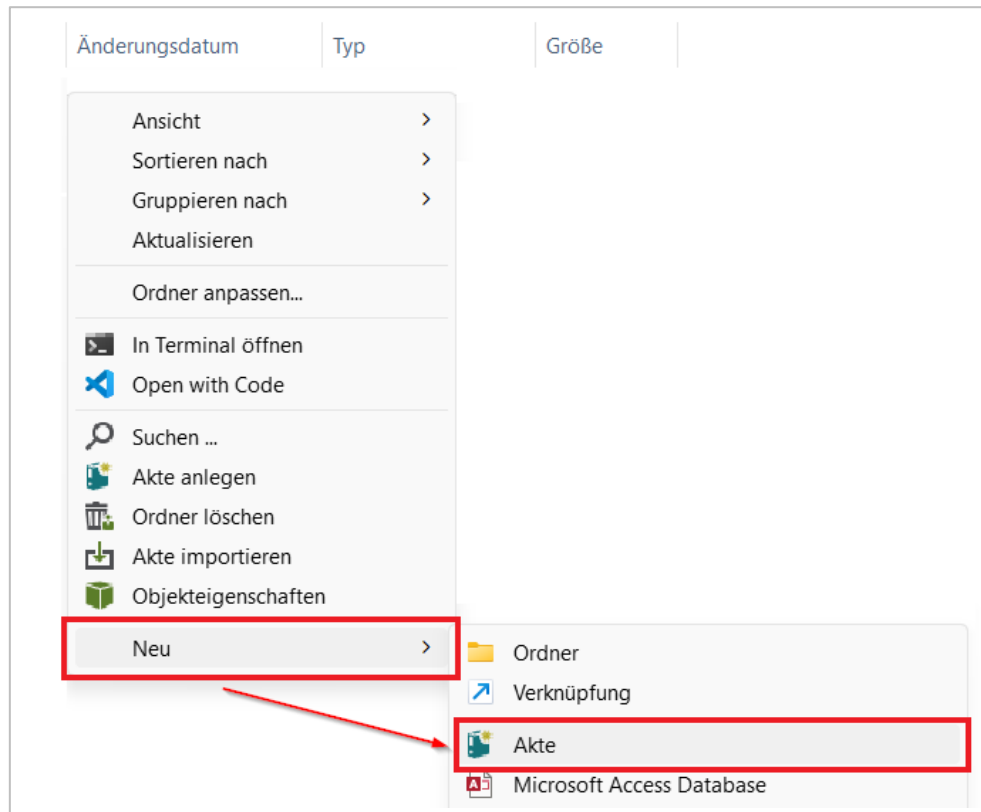 Änderungsdatum Typ Größe
Ansicht
Sortieren nach
Gruppieren nach
Aktualisieren
Ordner anpassen...
In Terminal öffnen
Open with Code
Suchen ...
Akte anlegen
Ordner löschen
Akte importieren
Objekteigenschaften
Neu
Ordner
Verknüpfung
Akte
Microsoft Access Database